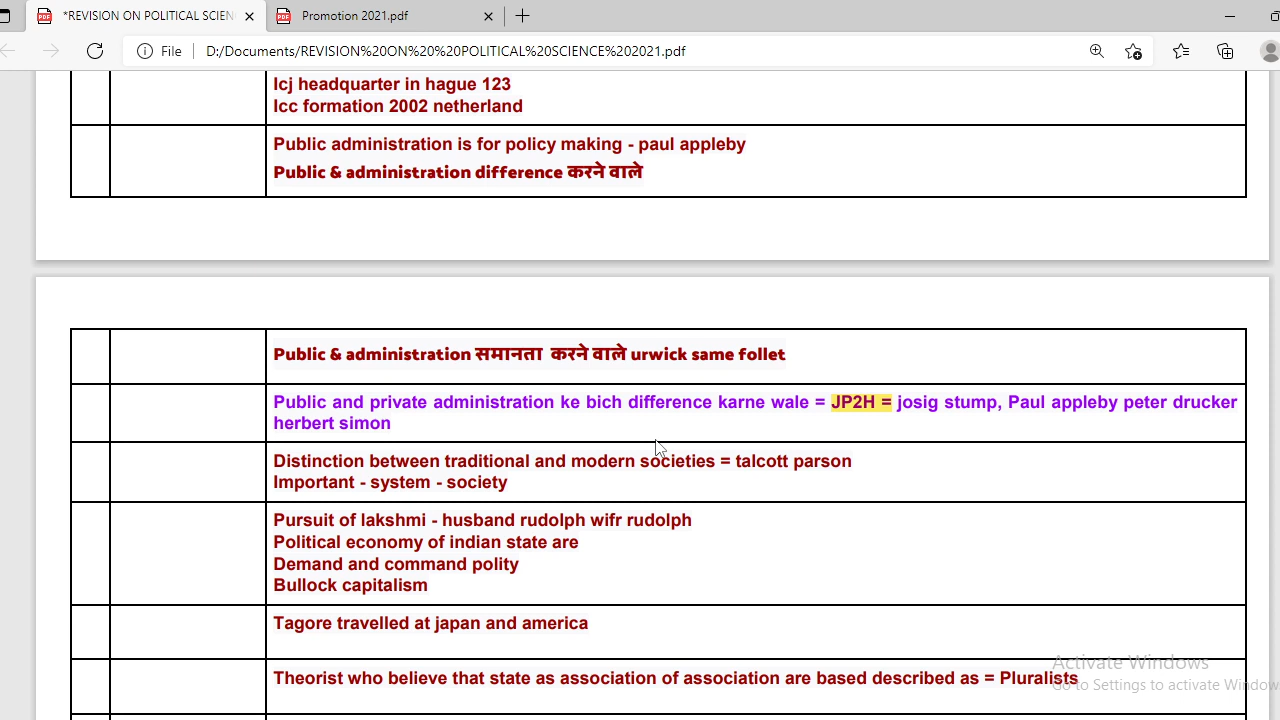 *REVISION ON POLITICAL SCIEN
Promotion 2021.pdf
File
D:/Documents/REVISION%20ON%20%20POLITICAL%20SCIENCE%202021.pdf
Icj headquarter in hague 123
Icc formation 2002 netherland
Public administration is for policy making - paul appleby
Public & administration difference करने वाले
Public & administration समानता करने वाले urwick same follet
Public and private administration ke bich difference karne wale = JP2H = josig stump, Paul appleby peter drucker
herbert simon
Distinction between traditional and modern societies = talcott parson
Important - system - society
Pursuit of lakshmi - husband rudolph wifr rudolph
Political economy of indian state are
Demand and command polity
Bullock capitalism
Tagore travelled at japan and america
Activate Windows
Theorist who believe that state as association of association are based described as = Pluralists
Go to Settings to activate Window